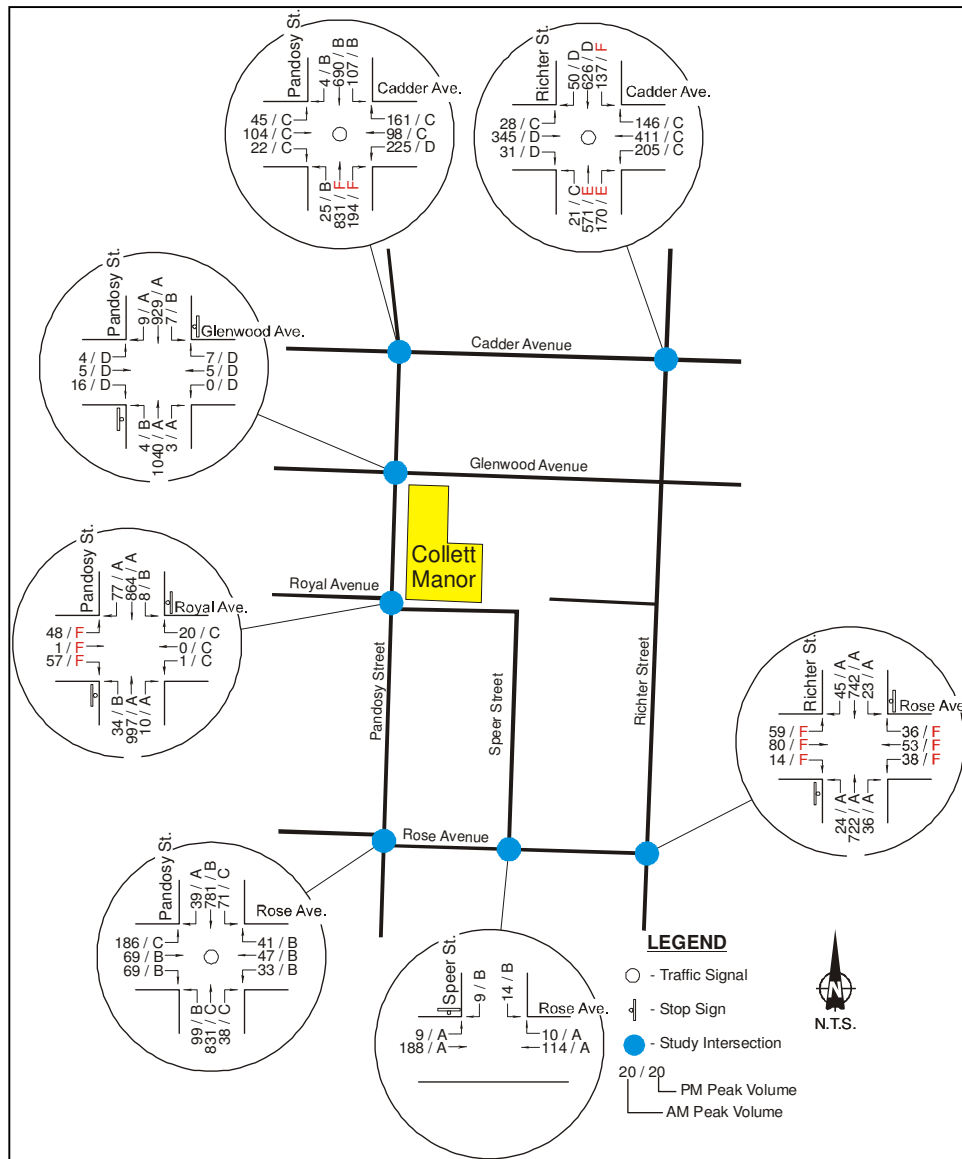 Pandosy St.
4 / B
690 / B
107 / B
Cadder Ave.
45 / C
104 / C
22 / C
161 / C
98 / C
225 / D
25 / B
831 / F
194 / F
Richter St.
50 / D
626 / D
137 / F
Cadder Ave.
28 / C
345 / D
31 / D
146 / C
411 / C
205 / C
21 / C
571 / E
170 / E
Pandosy St.
9 / A
929 / A
7 / B
Glenwood Ave.
4 / D
5 / D
16 / D
7 / D
5 / D
0 / D
4 / B
1040 / A
3 / A
Cadder Avenue
Glenwood Avenue
Collett
Manor
Royal Avenue
Pandosy Street
Speer Street
Richter Street
Rose Avenue
Pandosy St.
77 / A
864 / A
8 / B
Royal Ave.
48 / F
1 / F
57 / F
20 / C
0 / C
1 / C
34 / B
997 / A
10 / A
Richter St.
45 / A
742 / A
23 / A
Rose Ave.
59 / F
80 / F
14 / F
36 / F
53 / F
38 / F
24 / A
722 / A
36 / A
Pandosy St.
39 / A
781 / B
71 / C
Rose Ave.
186 / C
69 / B
69 / B
41 / B
47 / B
33 / B
99 / B
831 / C
38 / C
Speer St.
9 / B
14 / B
Rose Ave.
9 / A
188 / A
10 / A
114 / A
LEGEND
- Traffic Signal
- Stop Sign
- Study Intersection
20 / 20
PM Peak Volume
AM Peak Volume
N
N.T.S.